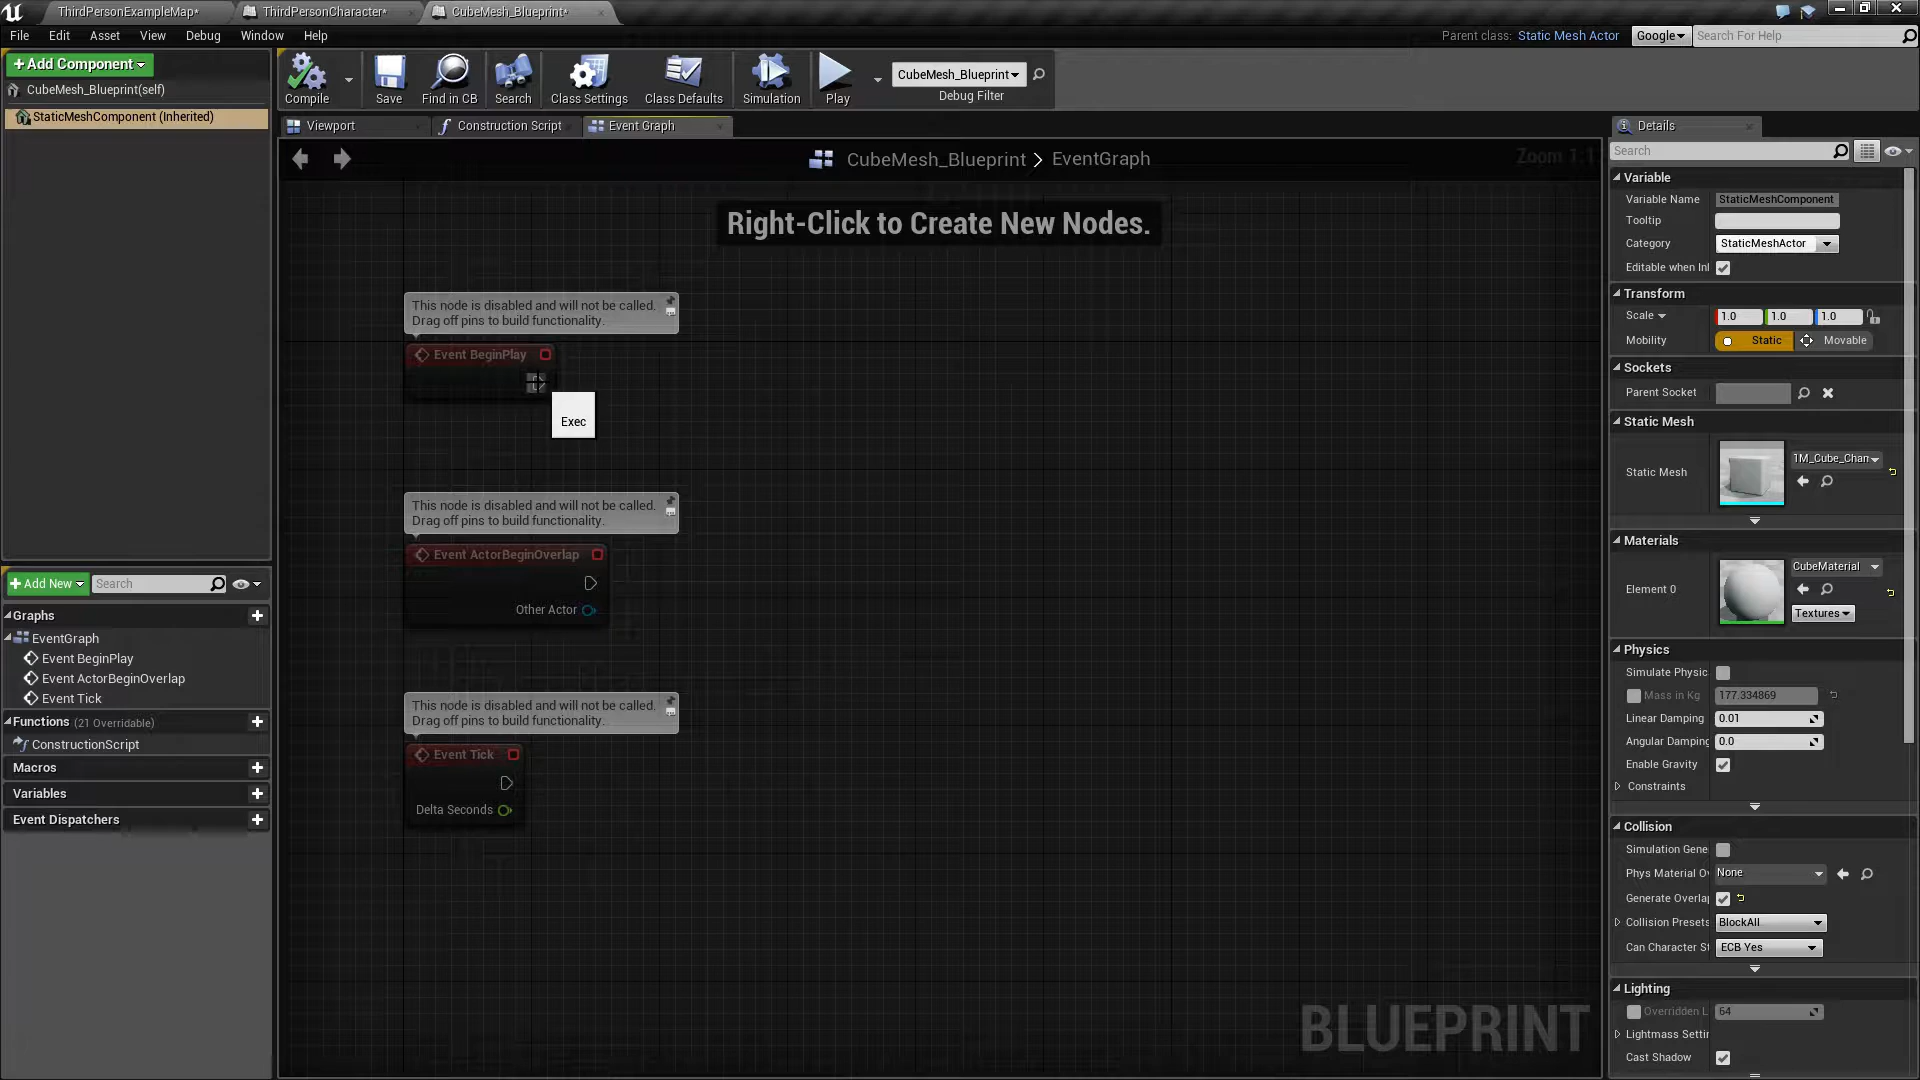 ThirdPersonExampleMap*
ThirdPersonCharacter*
CubeMesh_Blueprint*
File
Edit
Asset
View
Debug
Window
Help
Parent class:
Static Mesh Actor
Google
Search For Help
Add Component
CubeMesh_Blueprint(self)
StaticMeshComponent (Inherited)
Compile
Save
Find in CB
Search
Class Settings
Class Defaults
Simulation
Play
CubeMesh_Blueprint
Debug Filter
Viewport
Construction Script
Event Graph
CubeMesh_Blueprint > EventGraph
Zoom 1:1
Right-Click to Create New Nodes.
This node is disabled and will not be called.
Drag off pins to build functionality.
Event BeginPlay
Exec
This node is disabled and will not be called.
Drag off pins to build functionality.
Event ActorBeginOverlap
Other Actor
This node is disabled and will not be called.
Drag off pins to build functionality.
Event Tick
Delta Seconds
BLUEPRINT
Add New
Search
Graphs
EventGraph
Event BeginPlay
Event ActorBeginOverlap
Event Tick
Functions (21 Overridable)
ConstructionScript
Macros
Variables
Event Dispatchers
Details
Search
Variable
Variable Name
StaticMeshComponent
Tooltip
Category
StaticMeshActor
Editable when Inl
Transform
Scale
1.0
1.0
1.0
Mobility
Static
Movable
Sockets
Parent Socket
Static Mesh
Static Mesh
1M_Cube_Cham
Materials
Element 0
CubeMaterial
Textures
Physics
Simulate Physic
Mass in Kg
177.334869
Linear Damping
0.01
Angular Damping
0.0
Enable Gravity
Constraints
Collision
Simulation Gene
Phys Material Ov
None
Generate Overlap
Collision Presets
BlockAll
Can Character St
ECB Yes
Lighting
Overridden L
64
Lightmass Settin
Cast Shadow